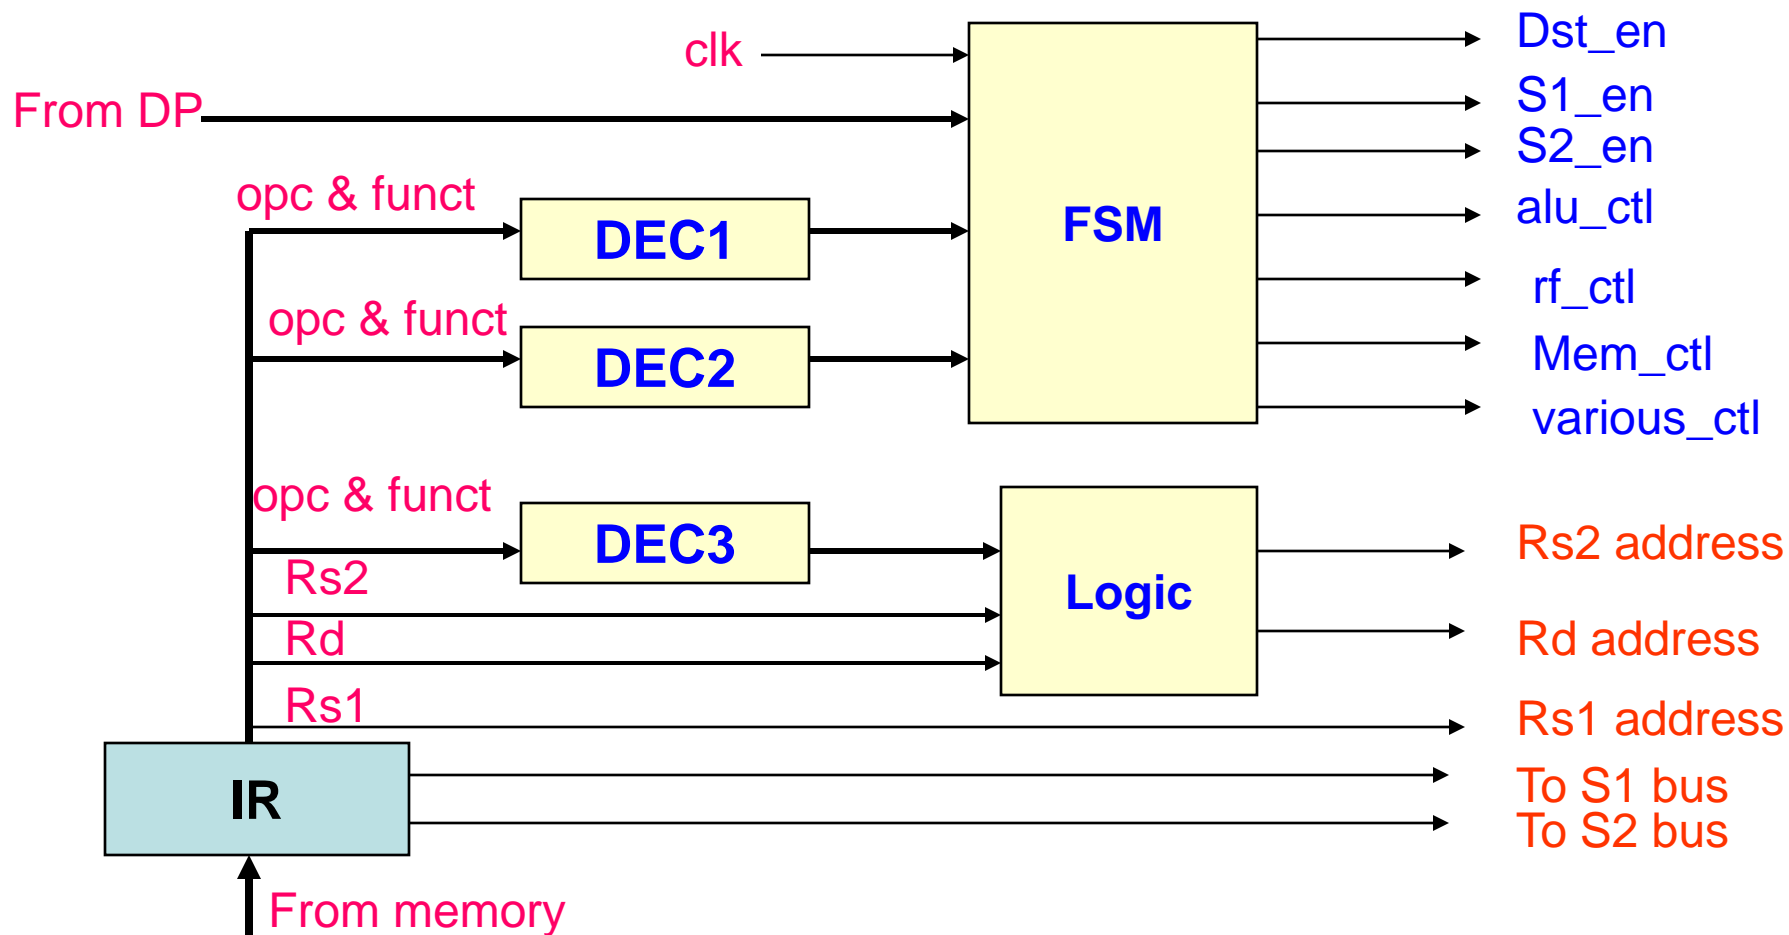 clk
From DP
opc & funct
DEC1
opc & funct
DEC2
FSM
Dst_en
S1_en
S2_en
alu_ctl
rf_ctl
Mem_ctl
various_ctl
opc & funct
DEC3
Rs2
Rd
Rs1
Logic
Rs2 address
Rd address
Rs1 address
IR
To S1 bus
To S2 bus
From memory